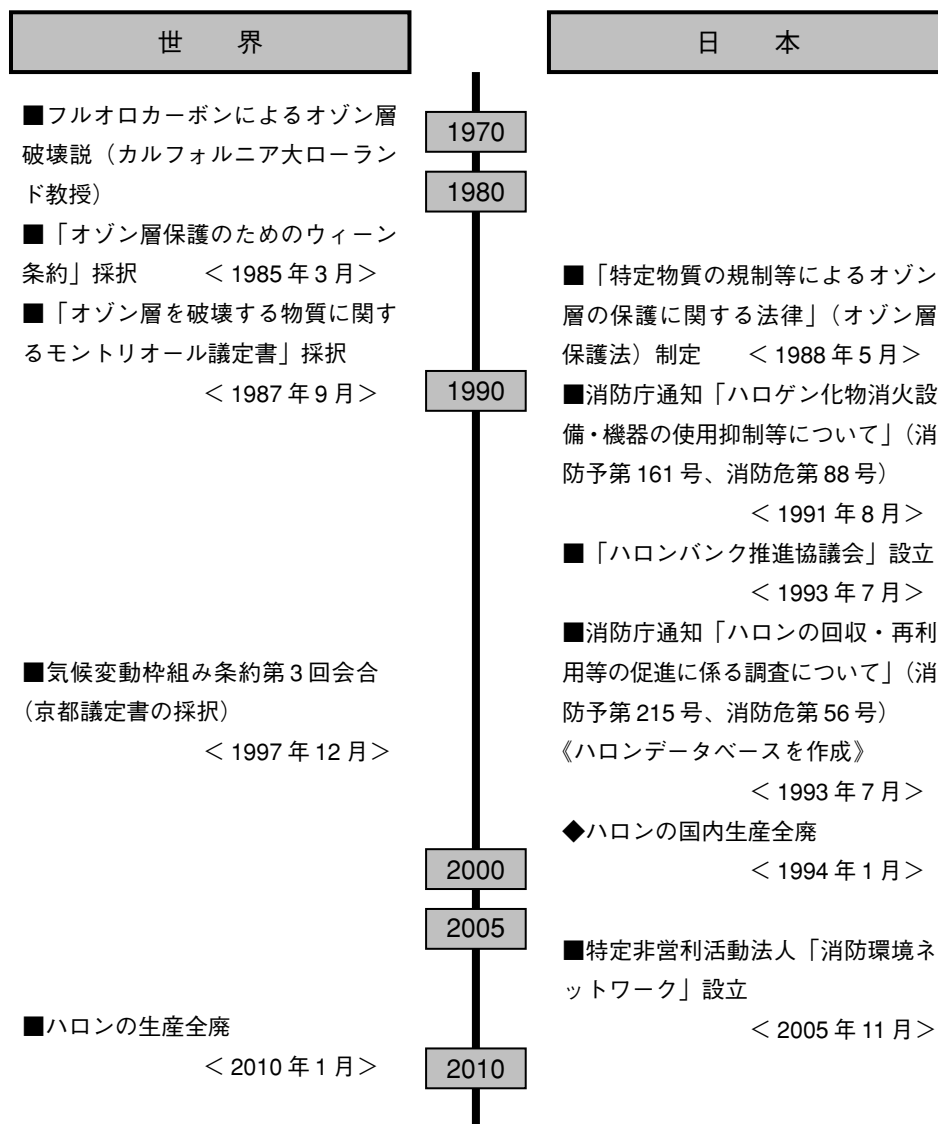 世　　界
■フルオロカーボンによるオゾン層
破壊説（カルフォルニア大ローラン
ド教授）
■「オゾン層保護のためのウィーン
条約」採択　　＜1985年3月＞
■「オゾン層を破壊する物質に関す
るモントリオール議定書」採択
＜1987年9月＞
■気候変動枠組み条約第3回会合
（京都議定書の採択）
＜1997年12月＞
■ハロンの生産全廃
＜2010年1月＞
1970
1980
1990
2000
2005
2010
日　　本
■「特定物質の規制等によるオゾン
層の保護に関する法律」（オゾン層
保護法）制定　　＜1988年5月＞
■消防庁通知「ハロゲン化物消火設
備・機器の使用抑制等について」（消
防予第161号、消防危第88号）
＜1991年8月＞
■「ハロンバンク推進協議会」設立
＜1993年7月＞
■消防庁通知「ハロンの回収・再利
用等の促進に係る調査について」（消
防予第215号、消防危第56号）
《ハロンデータベースを作成》
＜1993年7月＞
◆ハロンの国内生産全廃
＜1994年1月＞
■特定非営利活動法人「消防環境ネ
ットワーク」設立
＜2005年11月＞